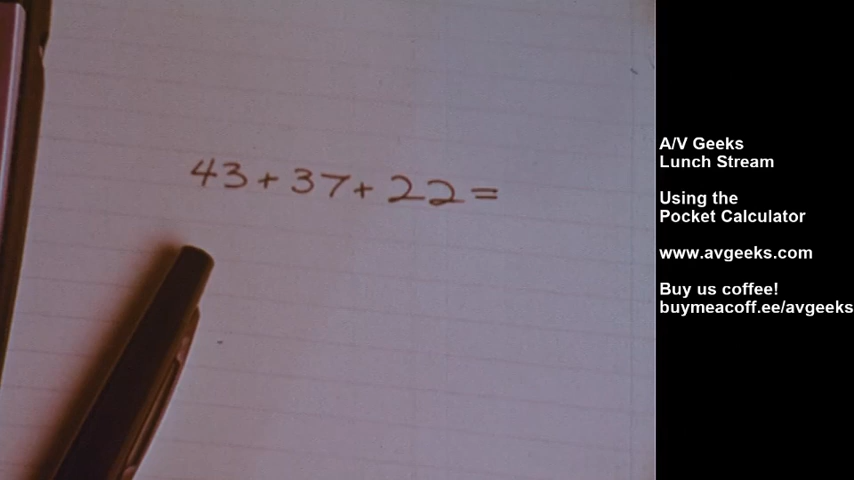 43 + 37 + 22 =
A/V Geeks
Lunch Stream
Using the
Pocket Calculator
www.avgeeks.com
Buy us coffee!
buymeacoff.ee/avgeeks